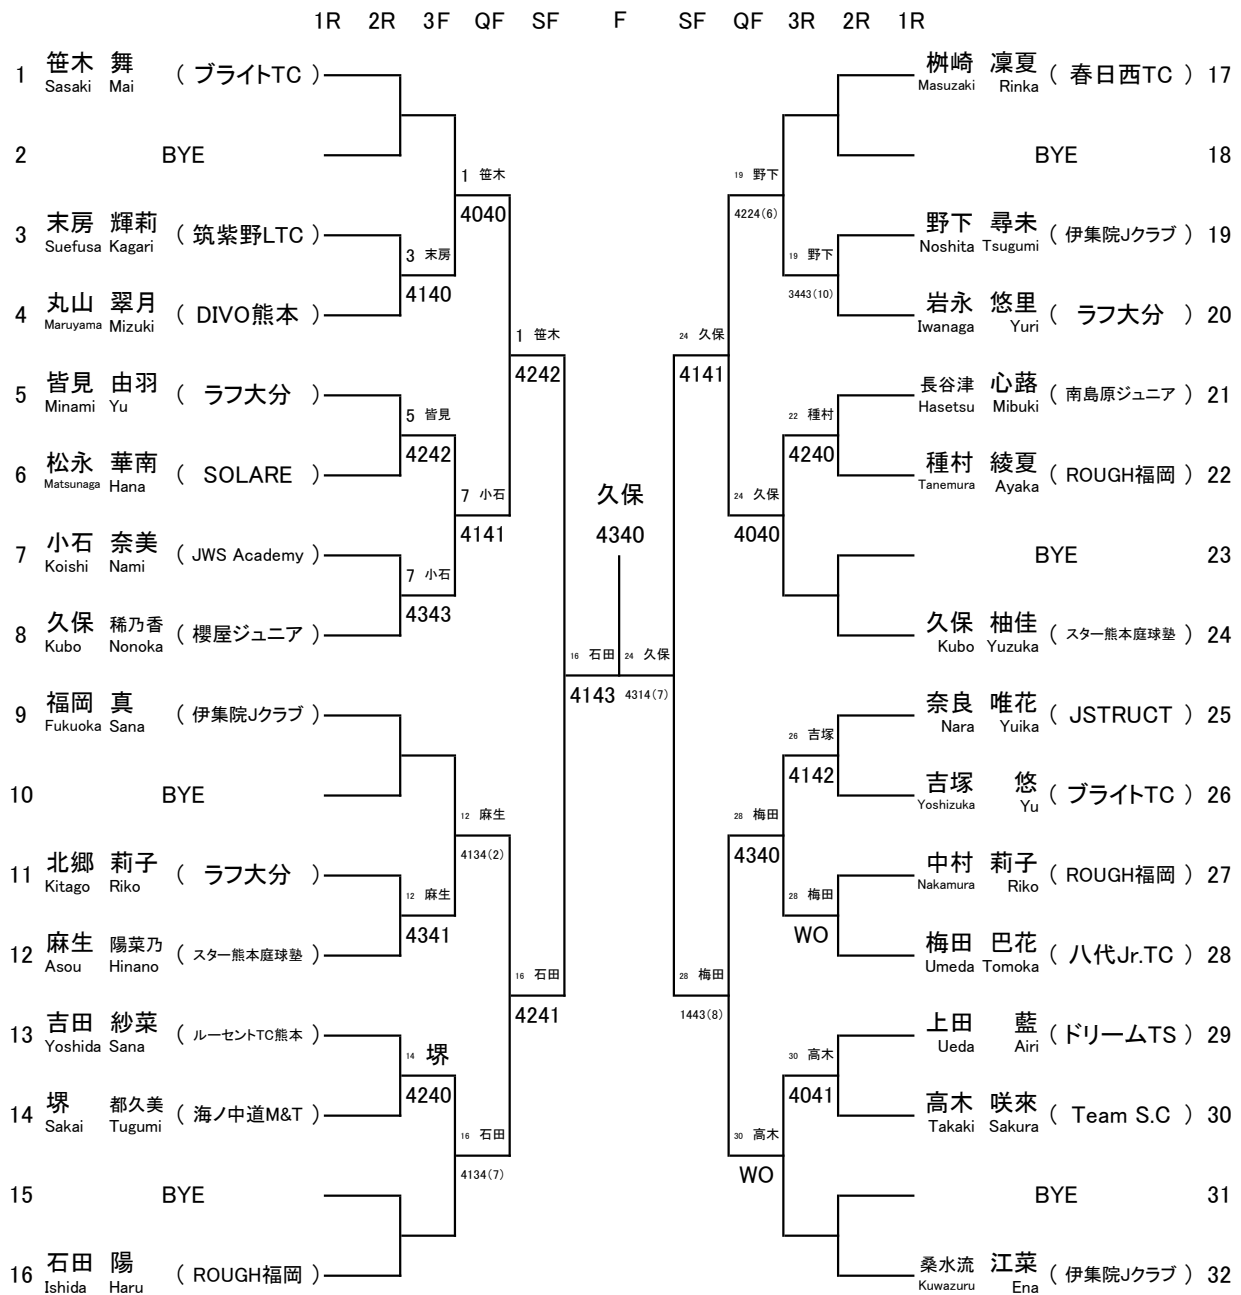 1R 2R 3F QF SF F SF QF 3R 2R 1R
1 笹木 舞 ( ブライトTC )
Sasaki Mai
2 BYE
3 末房 輝莉 ( 筑紫野LTC )
Suefusa Kagari
4 丸山 翠月 ( DIVO熊本 )
Maruyama Mizuki
5 皆見 由羽 ( ラフ大分 )
Minami Yu
6 松永 華南 ( SOLARE )
Matsunaga Hana
7 小石 奈美 ( JWS Academy )
Koishi Nami
8 久保 稀乃香 ( 櫻屋ジュニア )
Kubo Nonoka
9 福岡 真 ( 伊集院Jクラブ )
Fukuoka Sana
10 BYE
11 北郷 莉子 ( ラフ大分 )
Kitago Riko
12 麻生 陽菜乃 ( スター熊本庭球塾 )
Asou Hinano
13 吉田 紗菜 ( ルーセントTC熊本 )
Yoshida Sana
14 堺 都久美 ( 海ノ中道M&T )
Sakai Tugumi
15 BYE
16 石田 陽 ( ROUGH福岡 )
Ishida Haru
3 末房
4140
5 皆見
4242
7 小石
4343
12 麻生
4341
14 堺
4240
1 笹木
4040
7 小石
4141
12 麻生
4134(2)
16 石田
4134(7)
1 笹木
4242
16 石田
4241
16 石田
4143
久保
4340
24 久保
4314(7)
24 久保
4141
28 梅田
1443(8)
19 野下
4224(6)
24 久保
4040
28 梅田
4340
30 高木
WO
19 野下
3443(10)
22 種村
4240
26 吉塚
4142
28 梅田
WO
30 高木
4041
桝崎 凜夏 ( 春日西TC ) 17
Masuzaki Rinka
BYE 18
野下 尋未 ( 伊集院Jクラブ ) 19
Noshita Tsugumi
岩永 悠里 ( ラフ大分 ) 20
Iwanaga Yuri
長谷津 心蕗 ( 南島原ジュニア ) 21
Hasetsu Mibuki
種村 綾夏 ( ROUGH福岡 ) 22
Tanemura Ayaka
BYE 23
久保 柚佳 ( スター熊本庭球塾 ) 24
Kubo Yuzuka
奈良 唯花 ( JSTRUCT ) 25
Nara Yuika
吉塚 悠 ( ブライトTC ) 26
Yoshizuka Yu
中村 莉子 ( ROUGH福岡 ) 27
Nakamura Riko
梅田 巴花 ( 八代Jr.TC ) 28
Umeda Tomoka
上田 藍 ( ドリームTS ) 29
Ueda Airi
高木 咲來 ( Team S.C ) 30
Takaki Sakura
BYE 31
桑水流 江菜 ( 伊集院Jクラブ ) 32
Kuwazuru Ena